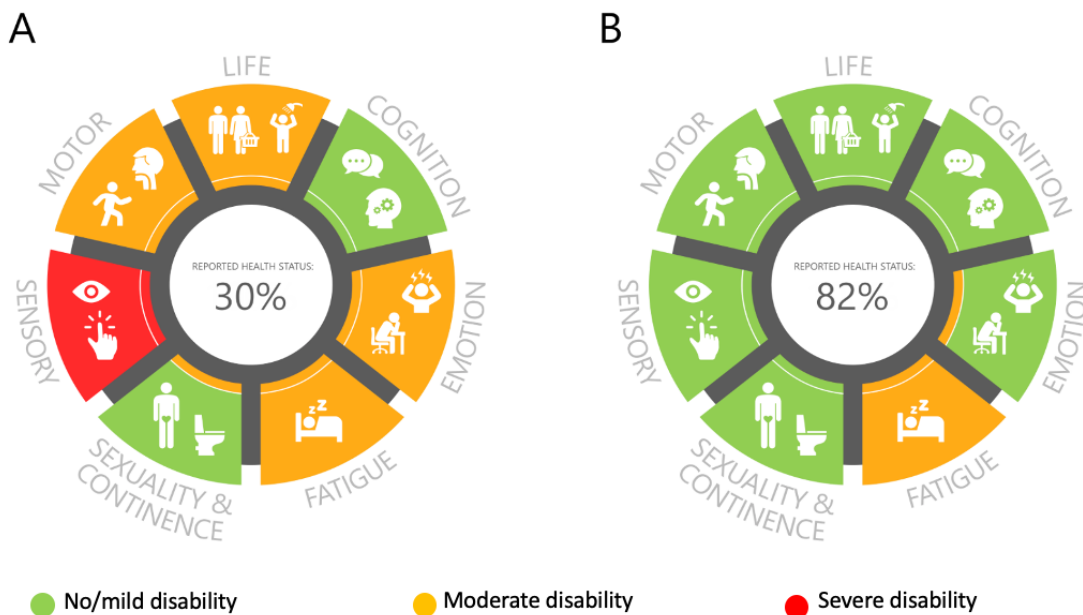 A
B
LIFE
COGNITION
EMOTION
FATIGUE
SEXUALITY &
CONTINENCE
SENSORY
MOTOR
REPORTED HEALTH STATUS:
30%
z z
LIFE
COGNITION
EMOTION
FATIGUE
SEXUALITY &
CONTINENCE
SENSORY
MOTOR
REPORTED HEALTH STATUS:
82%
z z
No/mild disability
Moderate disability
Severe disability